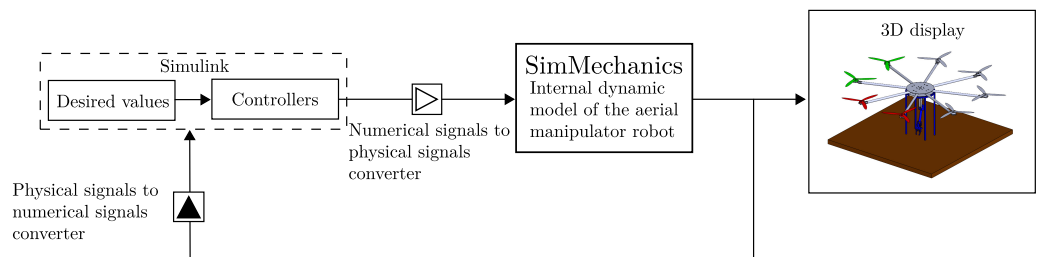 Simulink
Desired values
Controllers
Numerical signals to
physical signals
converter
Physical signals to
numerical signals
converter
SimMechanics
Internal dynamic
model of the aerial
manipulator robot
3D display